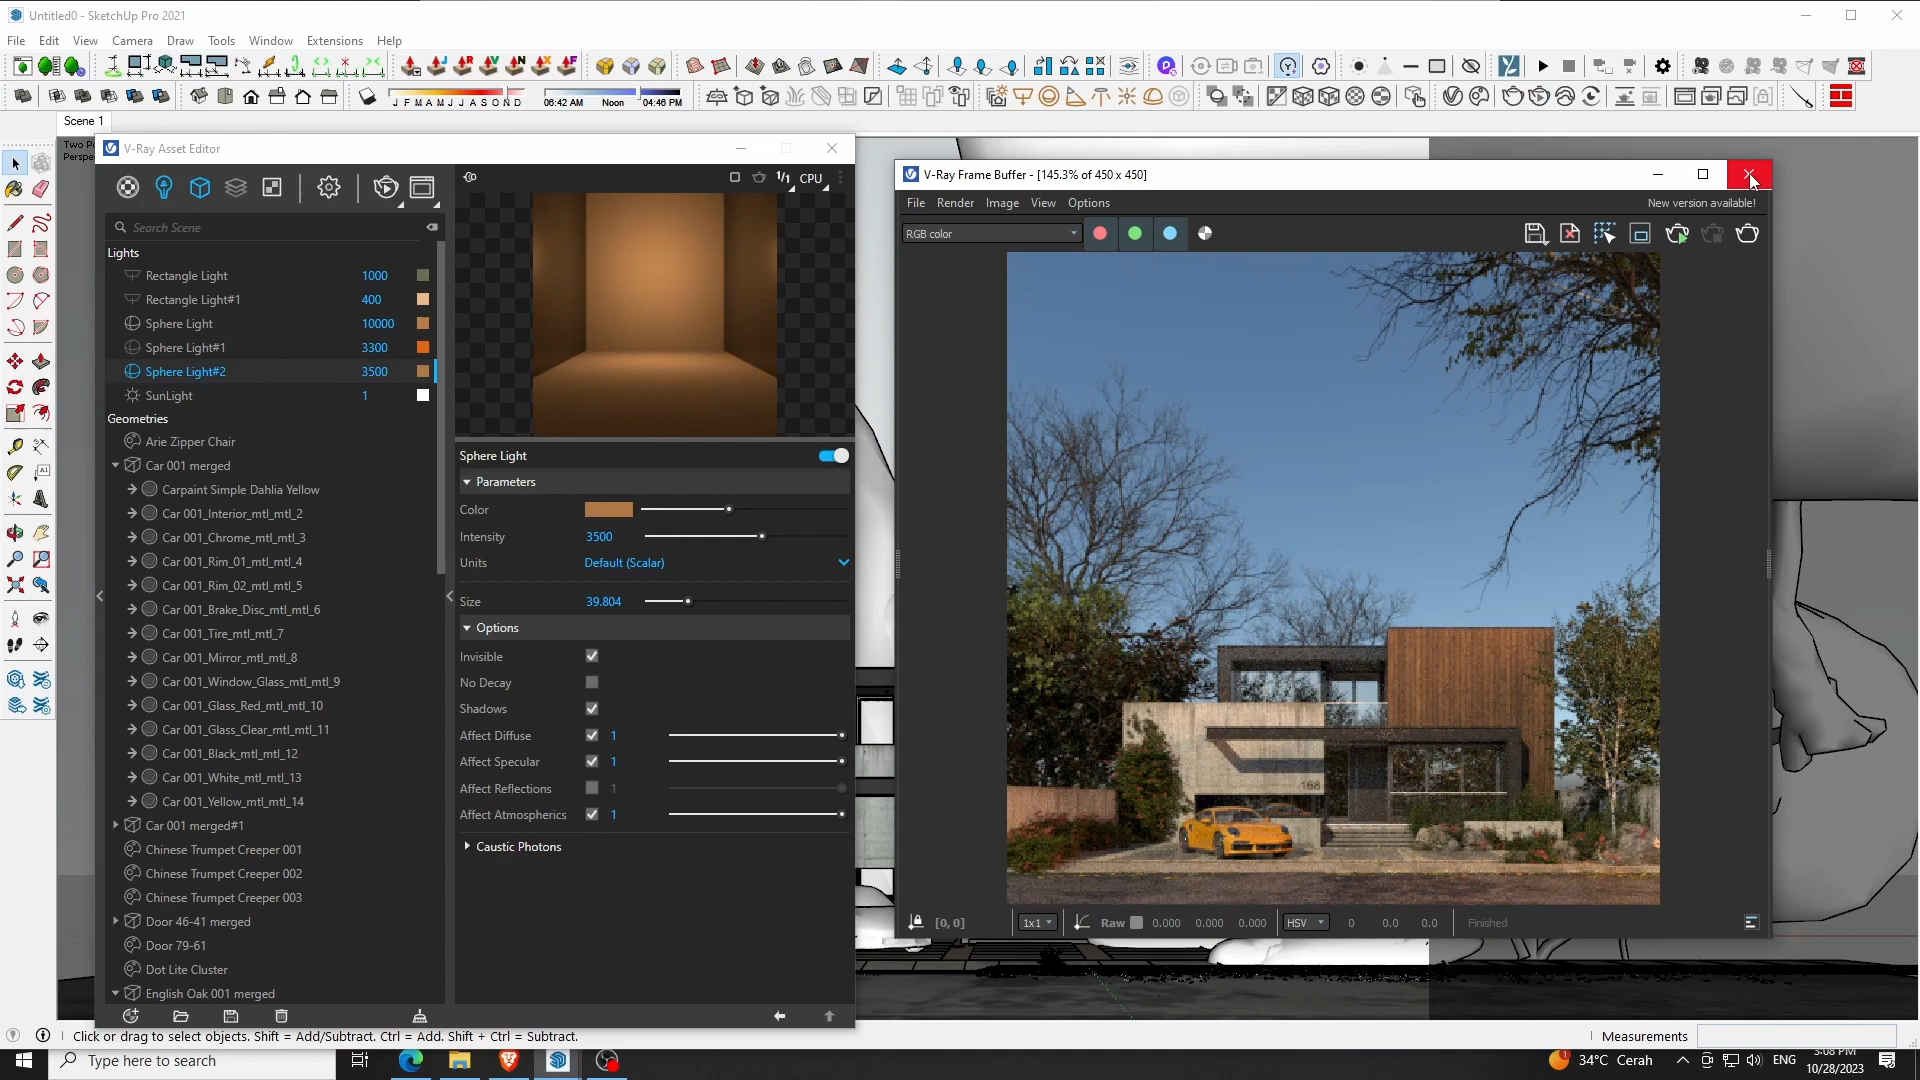 Untitled0 - SketchUp Pro 2021
File Edit View Camera Draw Tools Window Extensions Help
J F M A M J J A S O N D 06:42 AM Noon 04:46 PM
Scene 1
Two Po
Perspe
V-Ray Asset Editor
1/1 CPU
Search Scene
Lights
Rectangle Light 1000
Rectangle Light#1 400
Sphere Light 10000
Sphere Light#1 3300
Sphere Light#2 3500
SunLight 1
Geometries
Arie Zipper Chair
Car 001 merged
Carpaint Simple Dahlia Yellow
Car 001_Interior_mtl_mtl_2
Car 001_Chrome_mtl_mtl_3
Car 001_Rim_01_mtl_mtl_4
Car 001_Rim_02_mtl_mtl_5
Car 001_Brake_Disc_mtl_6
Car 001_Tire_mtl_mtl_7
Car 001_Mirror_mtl_mtl_8
Car 001_Window_Glass_mtl_mtl_9
Car 001_Glass_Red_mtl_mtl_10
Car 001_Glass_Clear_mtl_mtl_11
Car 001_Black_mtl_mtl_12
Car 001_White_mtl_mtl_13
Car 001_Yellow_mtl_mtl_14
Car 001 merged#1
Chinese Trumpet Creeper 001
Chinese Trumpet Creeper 002
Chinese Trumpet Creeper 003
Door 46-41 merged
Door 79-61
Dot Lite Cluster
English Oak 001 merged
Sphere Light
Parameters
Color
Intensity 3500
Units Default (Scalar)
Size 39.804
Options
Invisible
No Decay
Shadows
Affect Diffuse 1
Affect Specular 1
Affect Reflections 1
Affect Atmospherics 1
Caustic Photons
V-Ray Frame Buffer - [145.3% of 450 x 450]
File Render Image View Options New version available!
RGB color
168
[0, 0] 1x1 Raw 0.000 0.000 0.000 HSV 0 0.0 0.0 Finished
Click or drag to select objects. Shift = Add/Subtract. Ctrl = Add. Shift + Ctrl = Subtract. Measurements
Type here to search 34°C Cerah ENG 3:08 PM
10/28/2023